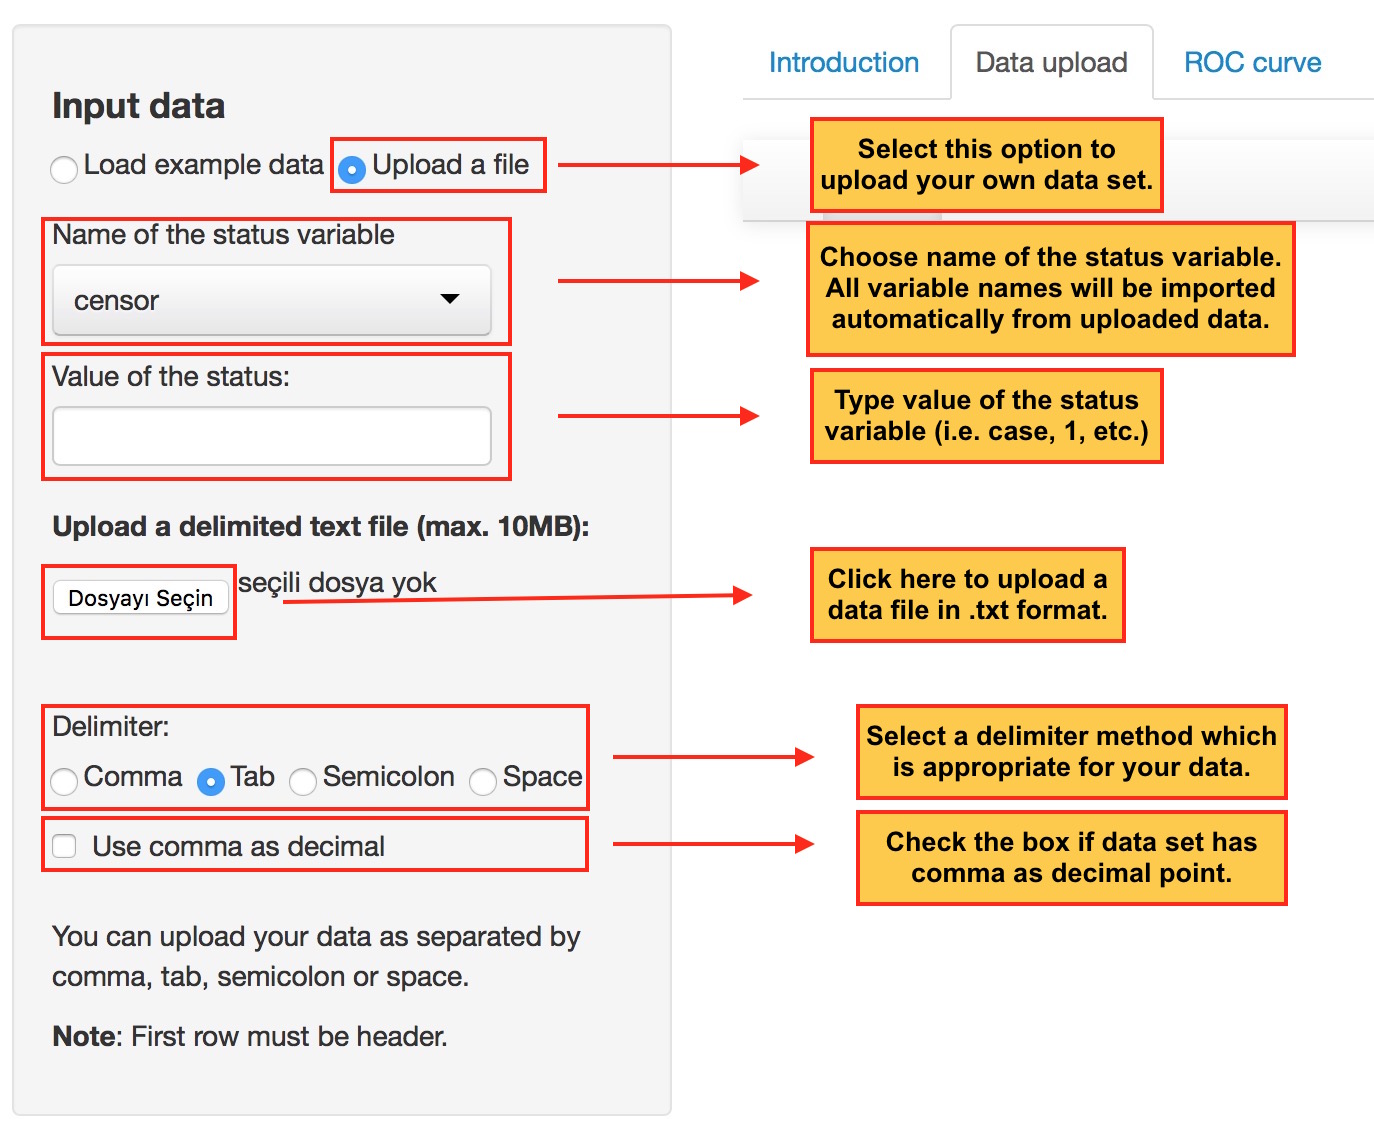 Introduction
Data upload
ROC curve
Input data
Load example data
Upload a file
Select this option to
upload your own data set.
Name of the status variable
censor
Choose name of the status variable.
All variable names will be imported
automatically from uploaded data.
Value of the status:
Type value of the status
variable (i.e. case, 1, etc.)
Upload a delimited text file (max. 10MB):
Dosyayı Seçin
seçili dosya yok
Click here to upload a
data file in .txt format.
Delimiter:
Comma
Tab
Semicolon
Space
Select a delimiter method which
is appropriate for your data.
Use comma as decimal
Check the box if data set has
comma as decimal point.
You can upload your data as separated by
comma, tab, semicolon or space.
Note: First row must be header.